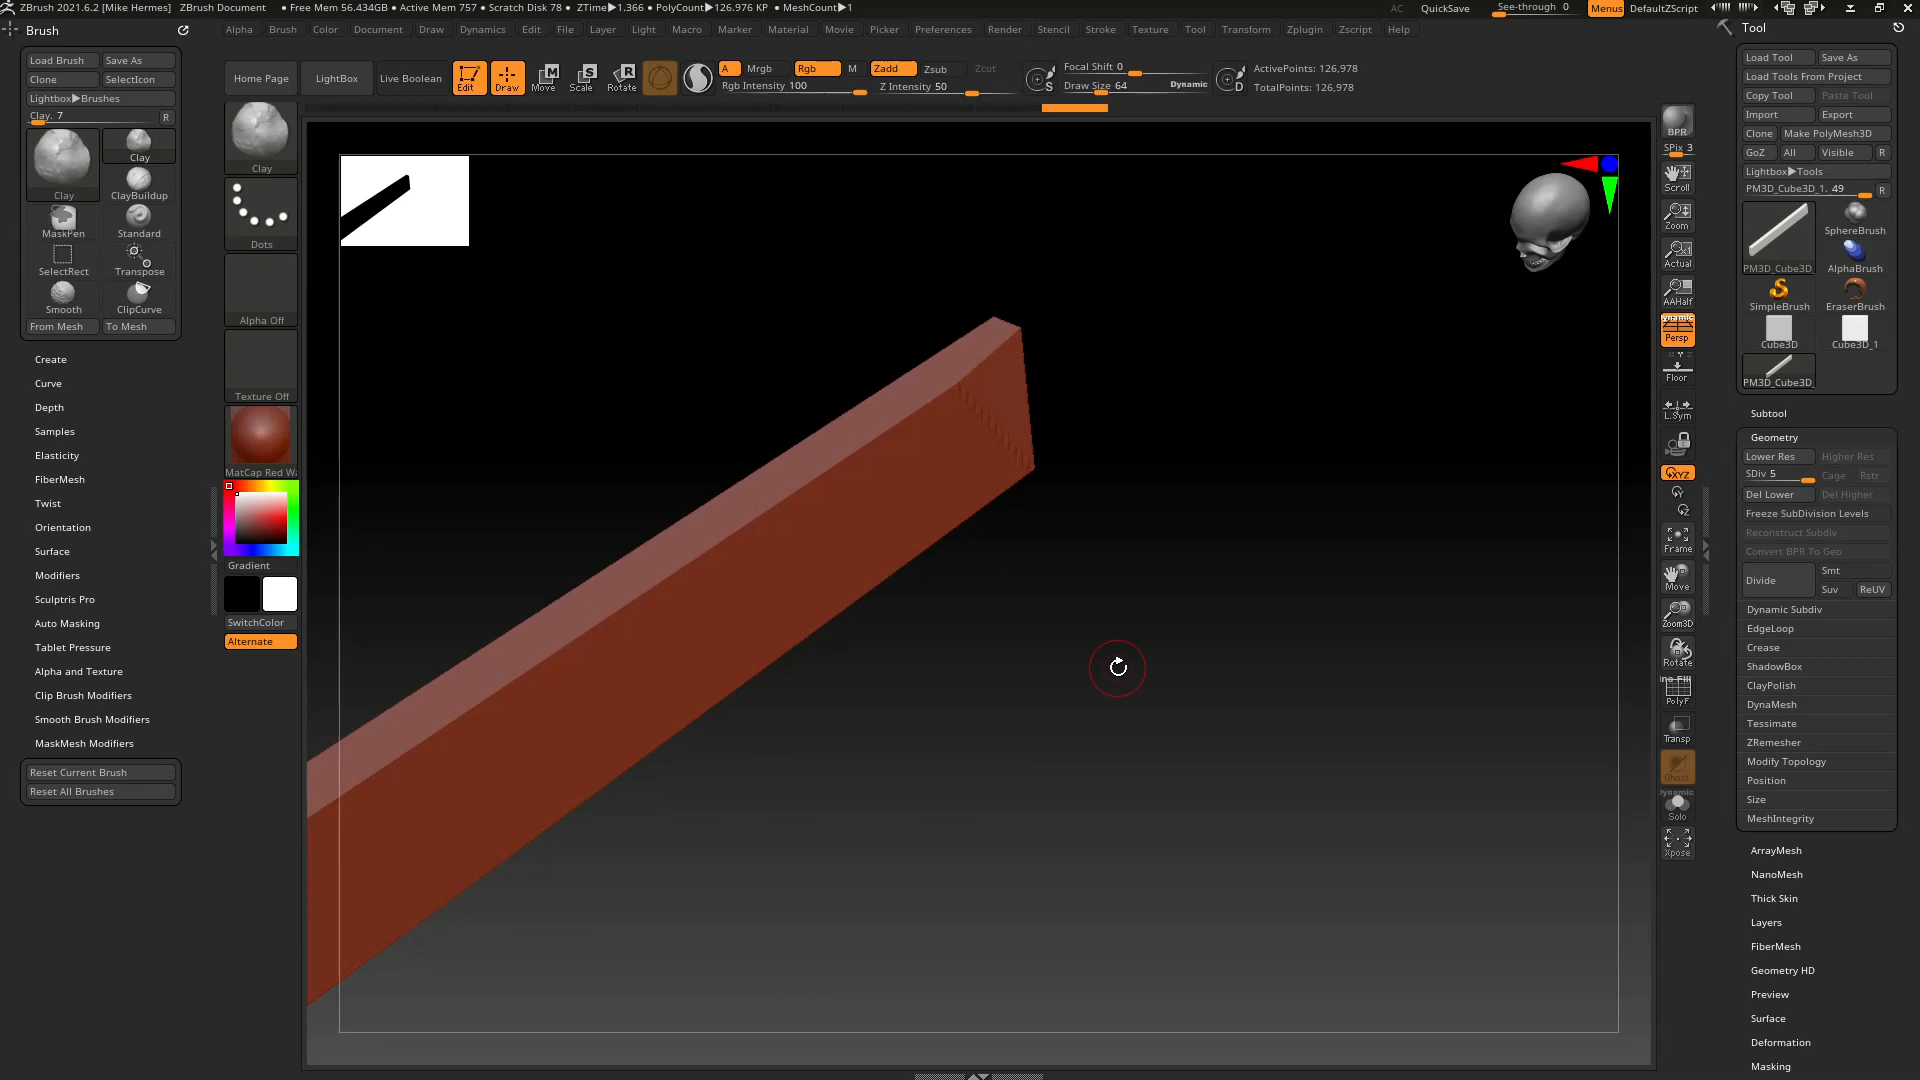 ZBrush 2021.6.2 [Mike Hermes] ZBrush Document • Free Mem 56.434GB • Active Mem 757 • Scratch Disk 78 • ZTime▶1.366 • PolyCount▶126.976 KP • MeshCount▶1 AC QuickSave See-through 0 Menus DefaultZScript
Brush
Alpha Brush Color Document Draw Dynamics Edit File Layer Light Macro Marker Material Movie Picker Preferences Render Stencil Stroke Texture Tool Transform Zplugin Zscript Help
Tool
Load Brush Save As
Clone SelectIcon
Lightbox▶Brushes
Clay. 7 R
Clay
Clay
ClayBuildup
MaskPen Standard
SelectRect Transpose
Smooth ClipCurve
From Mesh To Mesh
Create
Curve
Depth
Samples
Elasticity
FiberMesh
Twist
Orientation
Surface
Modifiers
Sculptris Pro
Auto Masking
Tablet Pressure
Alpha and Texture
Clip Brush Modifiers
Smooth Brush Modifiers
MaskMesh Modifiers
Reset Current Brush
Reset All Brushes
Home Page LightBox Live Boolean Edit Draw Move Scale Rotate
A Mrgb Rgb M Zadd Zsub Zcut
Rgb Intensity 100 Z Intensity 50
S Focal Shift 0
Draw Size 64 Dynamic
D ActivePoints: 126,978
TotalPoints: 126,978
Clay
Dots
Alpha Off
Texture Off
MatCap Red Wa
Gradient
SwitchColor
Alternate
BPR
SPix 3
Scroll
Zoom
Actual
AAHalf
Persp
Floor
L.Sym
XYZ
Y
Z
Frame
Move
Zoom3D
Rotate
PolyF
Transp
Ghost
Dynamic
Solo
Xpose
Load Tool Save As
Load Tools From Project
Copy Tool Paste Tool
Import Export
Clone Make PolyMesh3D
GoZ All Visible R
Lightbox▶Tools
PM3D_Cube3D_1. 49 R
PM3D_Cube3D_
SphereBrush
AlphaBrush
SimpleBrush EraserBrush
Cube3D Cube3D_1
PM3D_Cube3D_
Subtool
Geometry
Lower Res Higher Res
SDiv 5 Cage Rstr
Del Lower Del Higher
Freeze SubDivision Levels
Reconstruct Subdiv
Convert BPR To Geo
Divide Smt
Suv ReUV
Dynamic Subdiv
EdgeLoop
Crease
ShadowBox
ClayPolish
DynaMesh
Tessimate
ZRemesher
Modify Topology
Position
Size
MeshIntegrity
ArrayMesh
NanoMesh
Thick Skin
Layers
FiberMesh
Geometry HD
Preview
Surface
Deformation
Masking